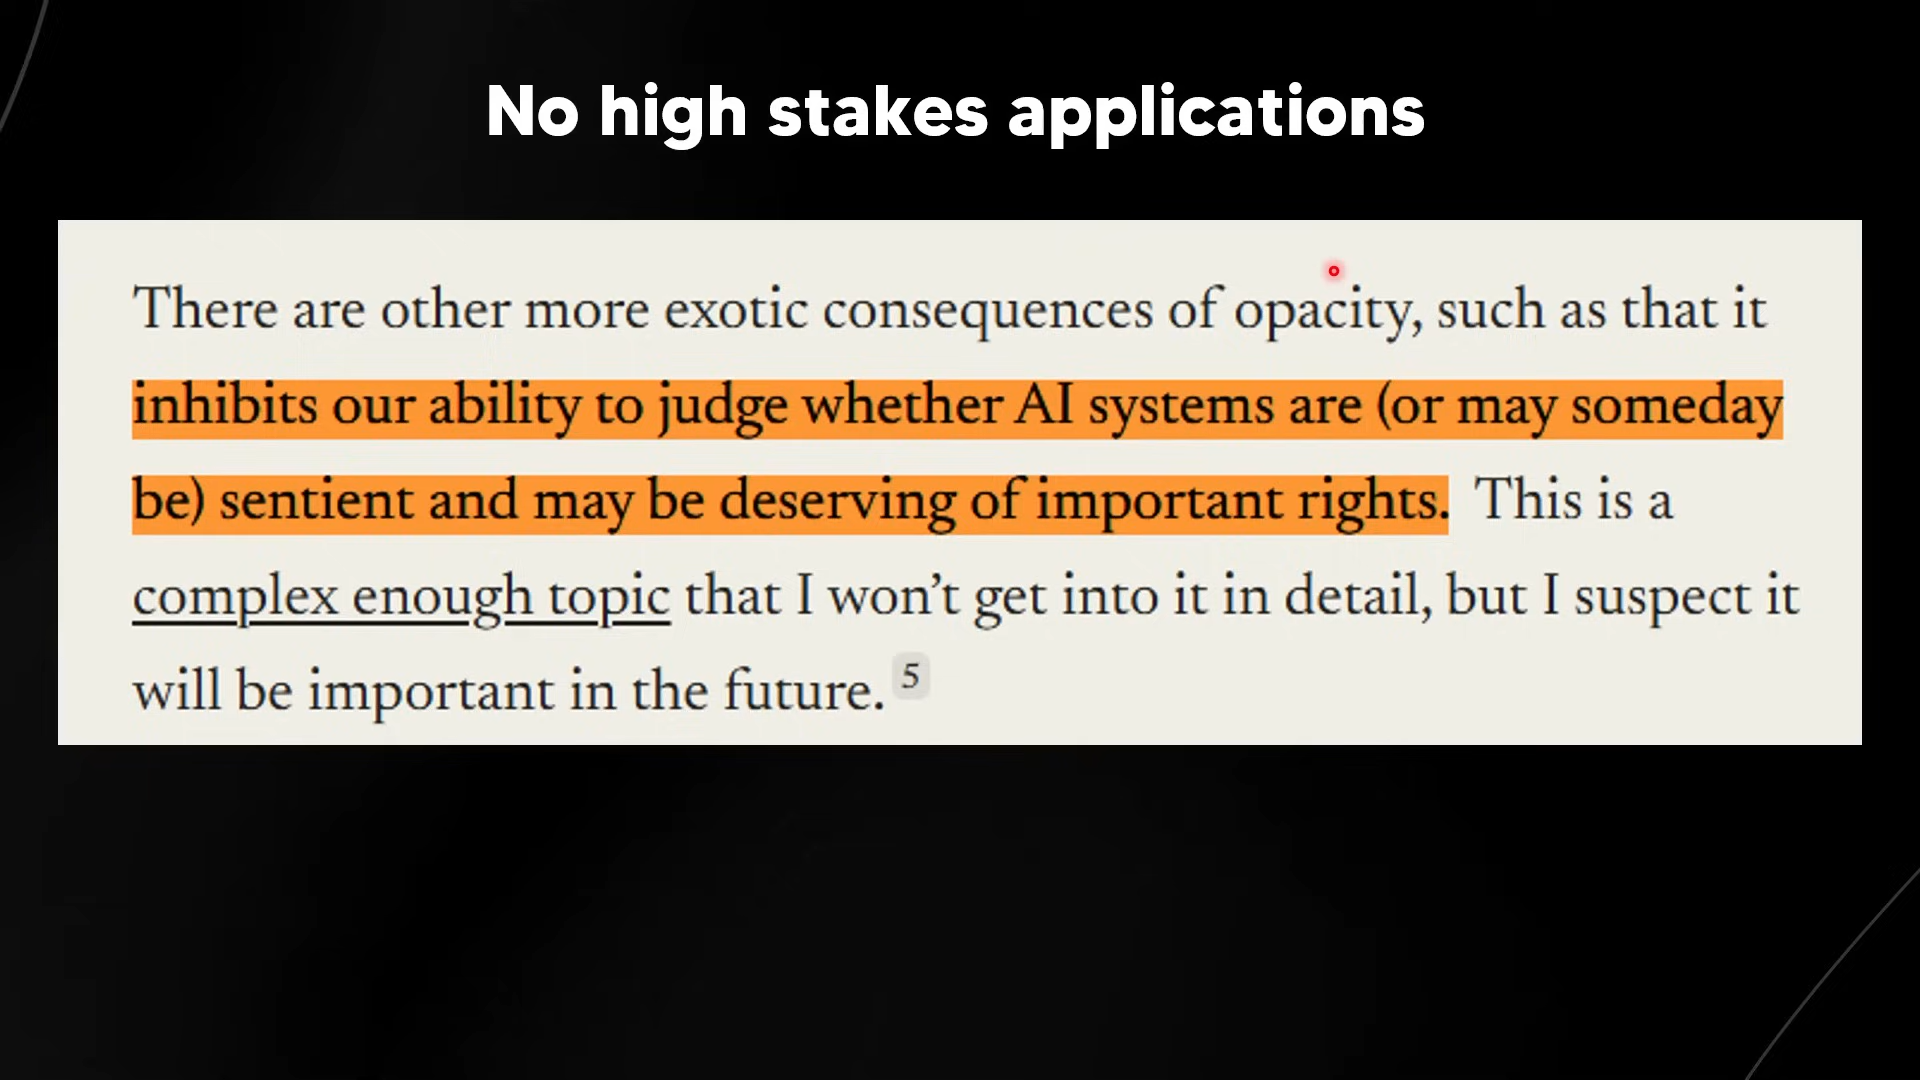 No high stakes applications
There are other more exotic consequences of opacity, such as that it
inhibits our ability to judge whether AI systems are (or may someday
be) sentient and may be deserving of important rights. This is a
complex enough topic that I won’t get into it in detail, but I suspect it
will be important in the future. 5